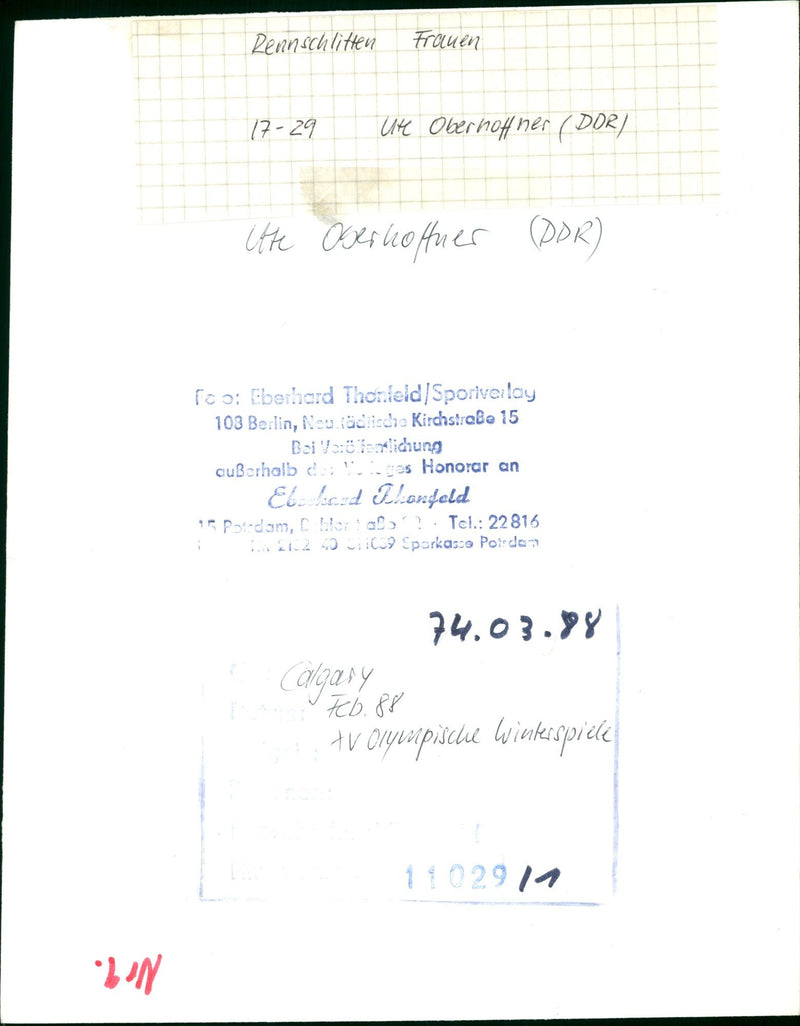 Rennschlitten Frauen
17-29 Ute Oberhoffner (DDR)
Ute Oberhoffner (DDR)
Foto: Eberhard Thonfeld/Sportverlag
108 Berlin, Neustädtische Kirchstraße 15
Bei Veröffentlichung
außerhalb des Verlages Honorar an
Eberhard Thonfeld
15 Potsdam, Tel.: 22816
Sparkasse Potsdam
74.03.88
Calgary
Feb. 88
XV Olympische Winterspiele
11029/1
Nr 1.